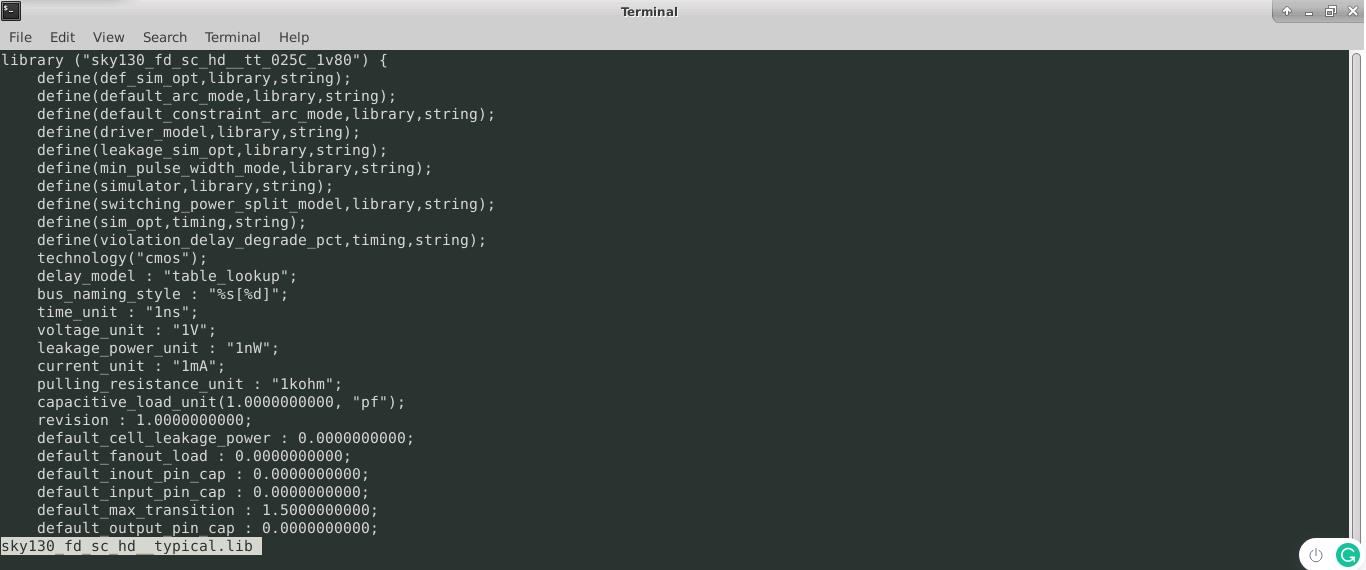 Terminal
File Edit View Search Terminal Help
library ("sky130_fd_sc_hd__tt_025C_1v80") {
    define(def_sim_opt,library,string);
    define(default_arc_mode,library,string);
    define(default_constraint_arc_mode,library,string);
    define(driver_model,library,string);
    define(leakage_sim_opt,library,string);
    define(min_pulse_width_mode,library,string);
    define(simulator,library,string);
    define(switching_power_split_model,library,string);
    define(sim_opt,timing,string);
    define(violation_delay_degrade_pct,timing,string);
    technology("cmos");
    delay_model : "table_lookup";
    bus_naming_style : "%s[%d]";
    time_unit : "1ns";
    voltage_unit : "1V";
    leakage_power_unit : "1nW";
    current_unit : "1mA";
    pulling_resistance_unit : "1kohm";
    capacitive_load_unit(1.0000000000, "pf");
    revision : 1.0000000000;
    default_cell_leakage_power : 0.0000000000;
    default_fanout_load : 0.0000000000;
    default_inout_pin_cap : 0.0000000000;
    default_input_pin_cap : 0.0000000000;
    default_max_transition : 1.5000000000;
    default_output_pin_cap : 0.0000000000;
sky130_fd_sc_hd__typical.lib